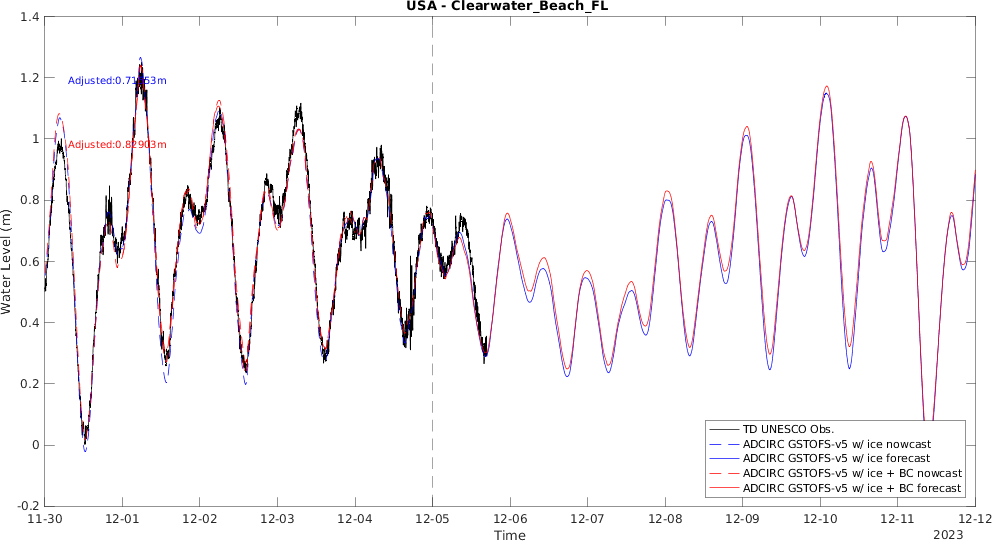 USA - Clearwater_Beach_FL
1.4
1.2
1
0.8
0.6
0.4
0.2
0
-0.2
Water Level (m)
Adjusted:0.82903m
11-30
12-01
12-02
12-03
12-04
12-05
12-06
12-07
12-08
12-09
12-10
12-11
12-12
Time
2023
TD UNESCO Obs.
ADCIRC GSTOFS-v5 w/ ice nowcast
ADCIRC GSTOFS-v5 w/ ice forecast
ADCIRC GSTOFS-v5 w/ ice + BC nowcast
ADCIRC GSTOFS-v5 w/ ice + BC forecast